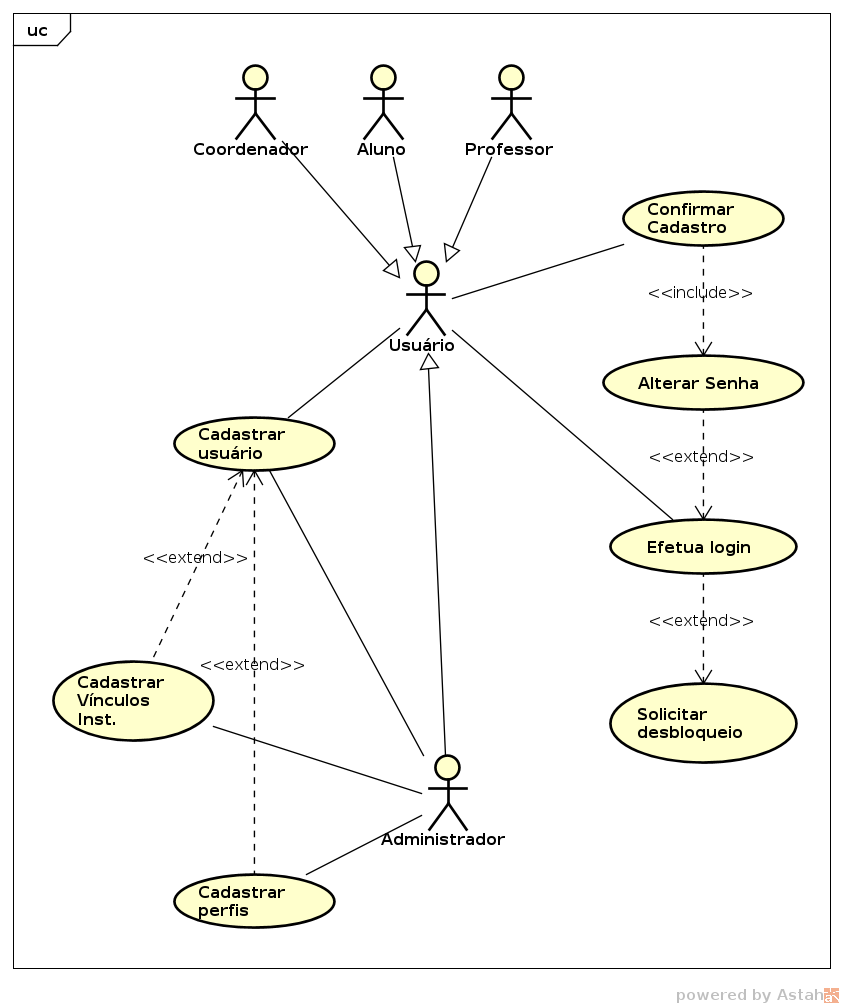 uc
Coordenador
Aluno
Professor
Confirmar
Cadastro
<<include>>
Usuário
Alterar Senha
Cadastrar
usuário
<<extend>>
Efetua login
<<extend>>
<<extend>>
<<extend>>
Cadastrar
Vínculos
Inst.
Solicitar
desbloqueio
Administrador
Cadastrar
perfis
powered by Astah